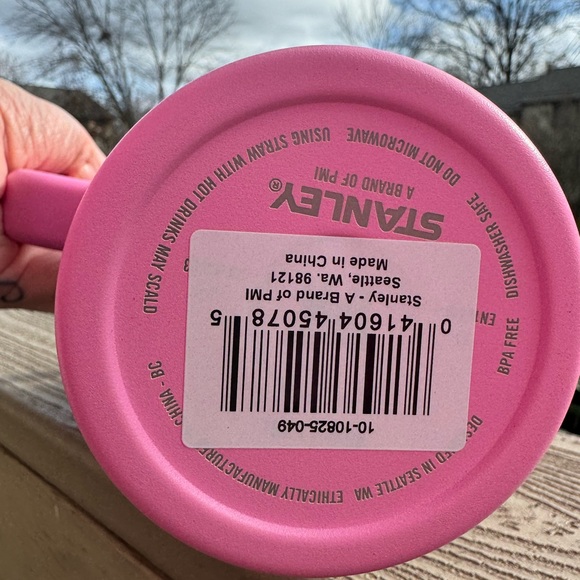 STANLEY®
A BRAND OF PMI
USING STRAW WITH HOT DRINKS MAY SCALD
DO NOT MICROWAVE
DISHWASHER SAFE
BPA FREE
IN SEATTLE WA
ETHICALLY
CHINA - BC
Stanley - A Brand of PMI
Seattle, Wa. 98121
Made in China
0 41604 45078 5
10-10825-049